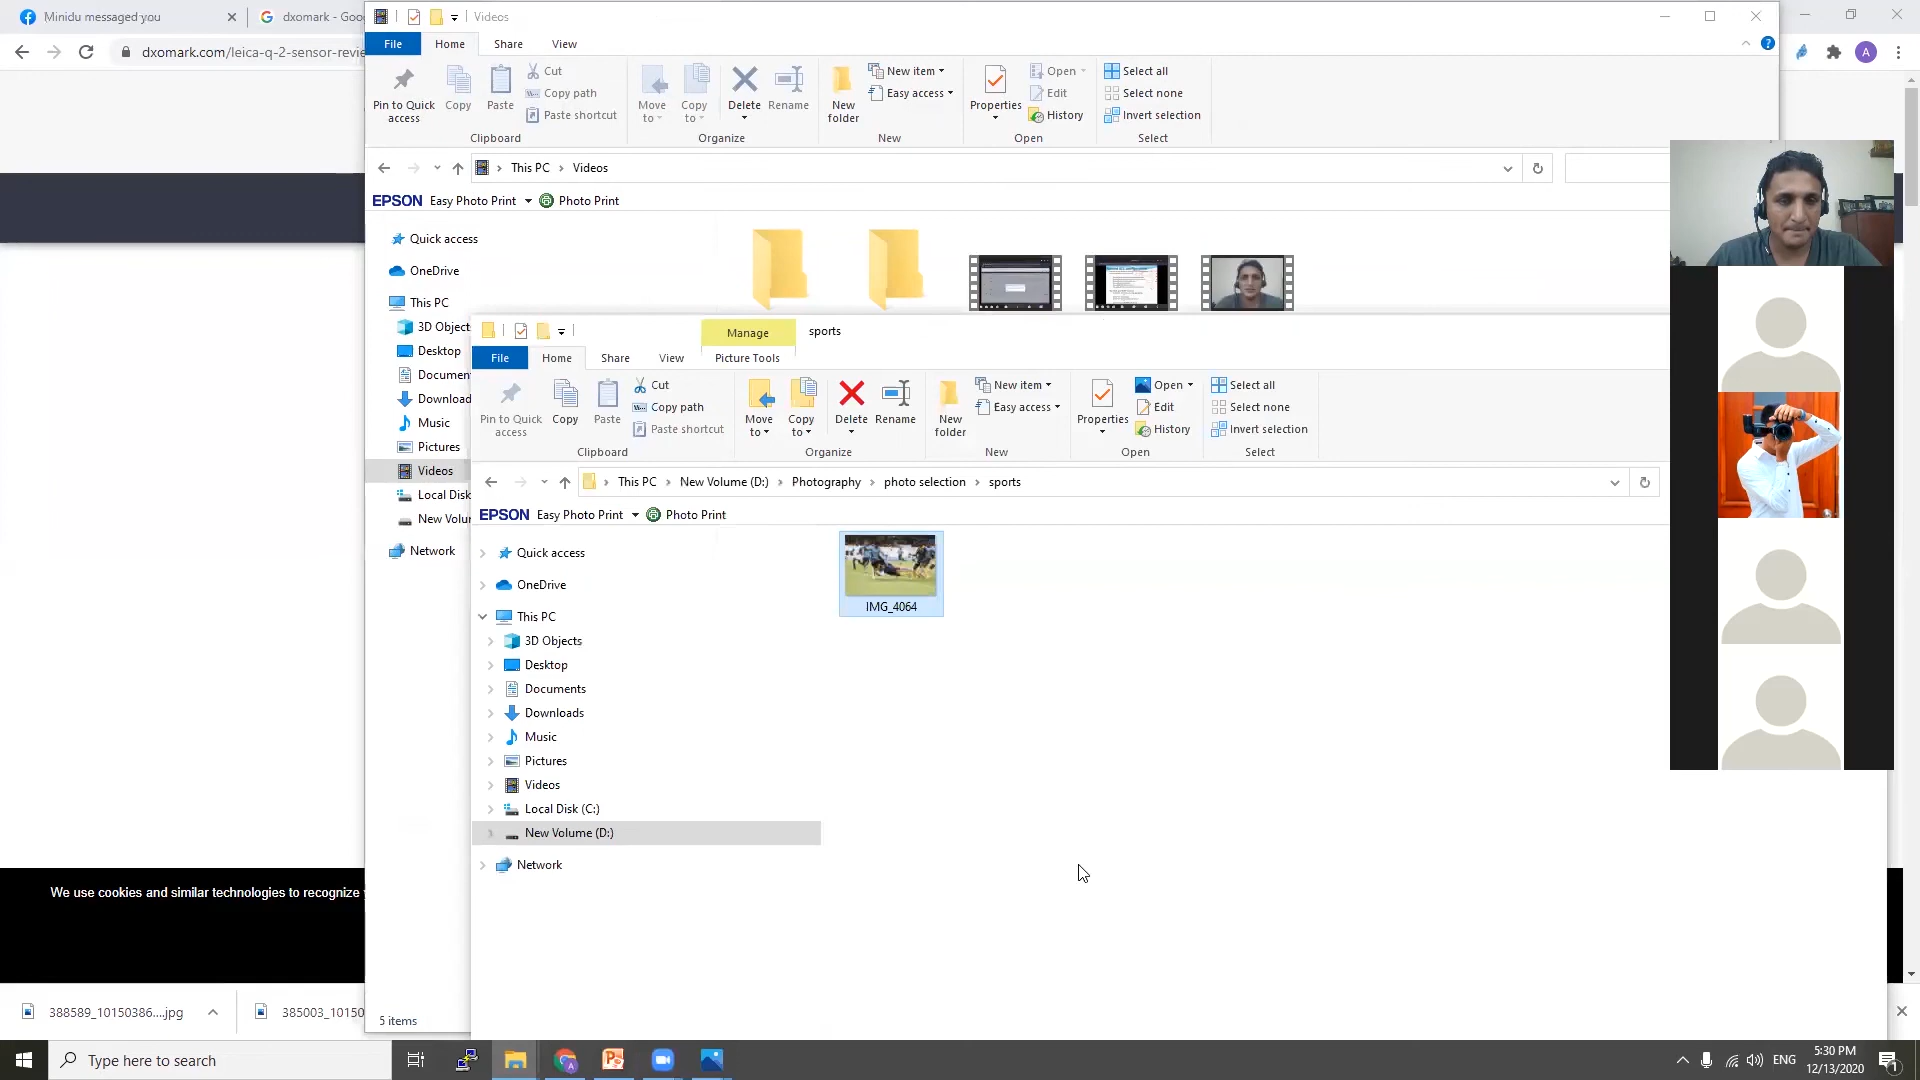 Minidu messaged you
dxomark - Goo
Videos
dxomark.com/leica-q-2-sensor-revie
File Home Share View
Pin to Quick access
Copy
Paste
Cut
Copy path
Paste shortcut
Move to
Copy to
Delete
Rename
New folder
New item
Easy access
Properties
Open
Edit
History
Select all
Select none
Invert selection
Clipboard
Organize
New
Open
Select
This PC > Videos
EPSON Easy Photo Print Photo Print
Quick access
OneDrive
This PC
3D Object
Desktop
Documen
Download
Music
Pictures
Videos
Local Disk
New Volu
Network
5 items
Manage
sports
File Home Share View Picture Tools
Pin to Quick access
Copy
Paste
Cut
Copy path
Paste shortcut
Move to
Copy to
Delete
Rename
New folder
New item
Easy access
Properties
Open
Edit
History
Select all
Select none
Invert selection
Clipboard
Organize
New
Open
Select
This PC > New Volume (D:) > Photography > photo selection > sports
EPSON Easy Photo Print Photo Print
Quick access
OneDrive
This PC
3D Objects
Desktop
Documents
Downloads
Music
Pictures
Videos
Local Disk (C:)
New Volume (D:)
Network
IMG_4064
A
We use cookies and similar technologies to recognize
388589_10150386....jpg
385003_10150
Type here to search
ENG
5:30 PM
12/13/2020
1